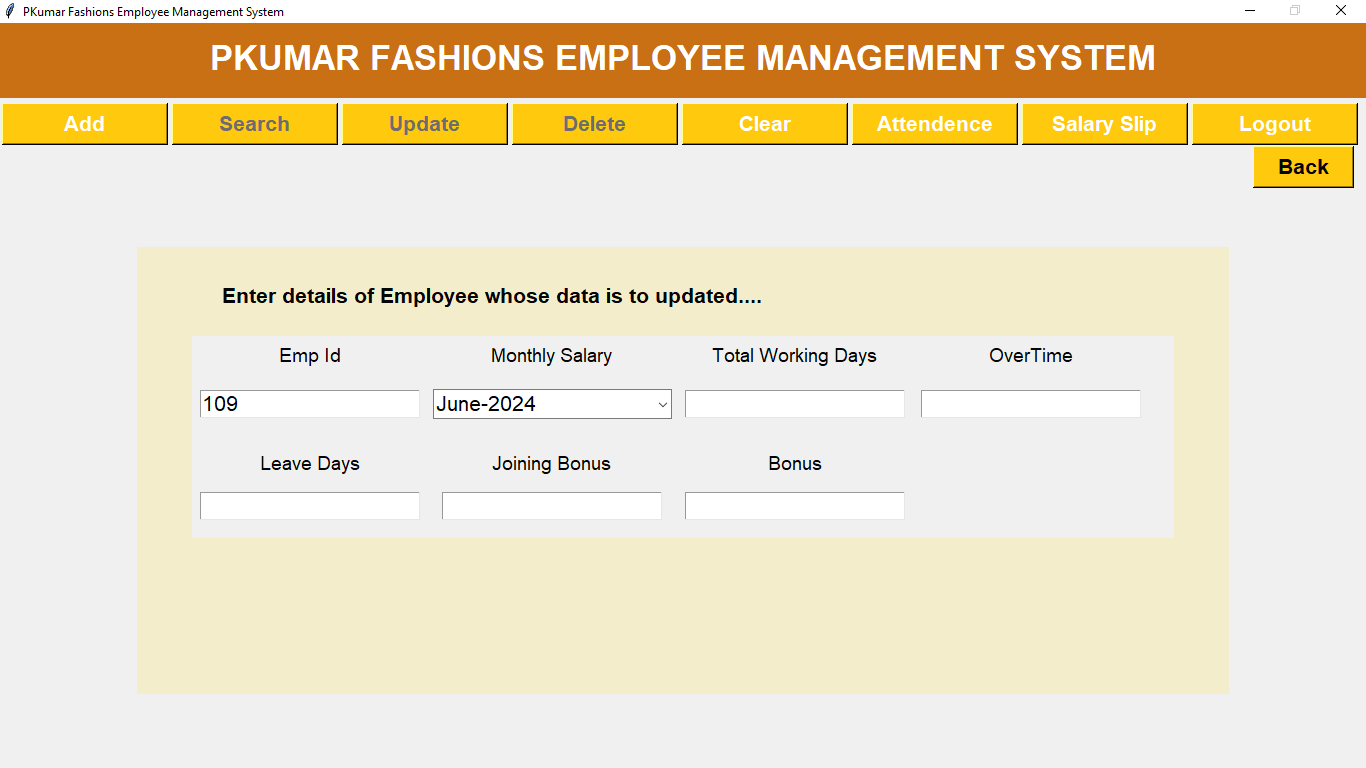 PKumar Fashions Employee Management System
PKUMAR FASHIONS EMPLOYEE MANAGEMENT SYSTEM
Add Search Update Delete Clear Attendence Salary Slip Logout
Back
Enter details of Employee whose data is to updated....
Emp Id Monthly Salary Total Working Days OverTime
109 June-2024
Leave Days Joining Bonus Bonus